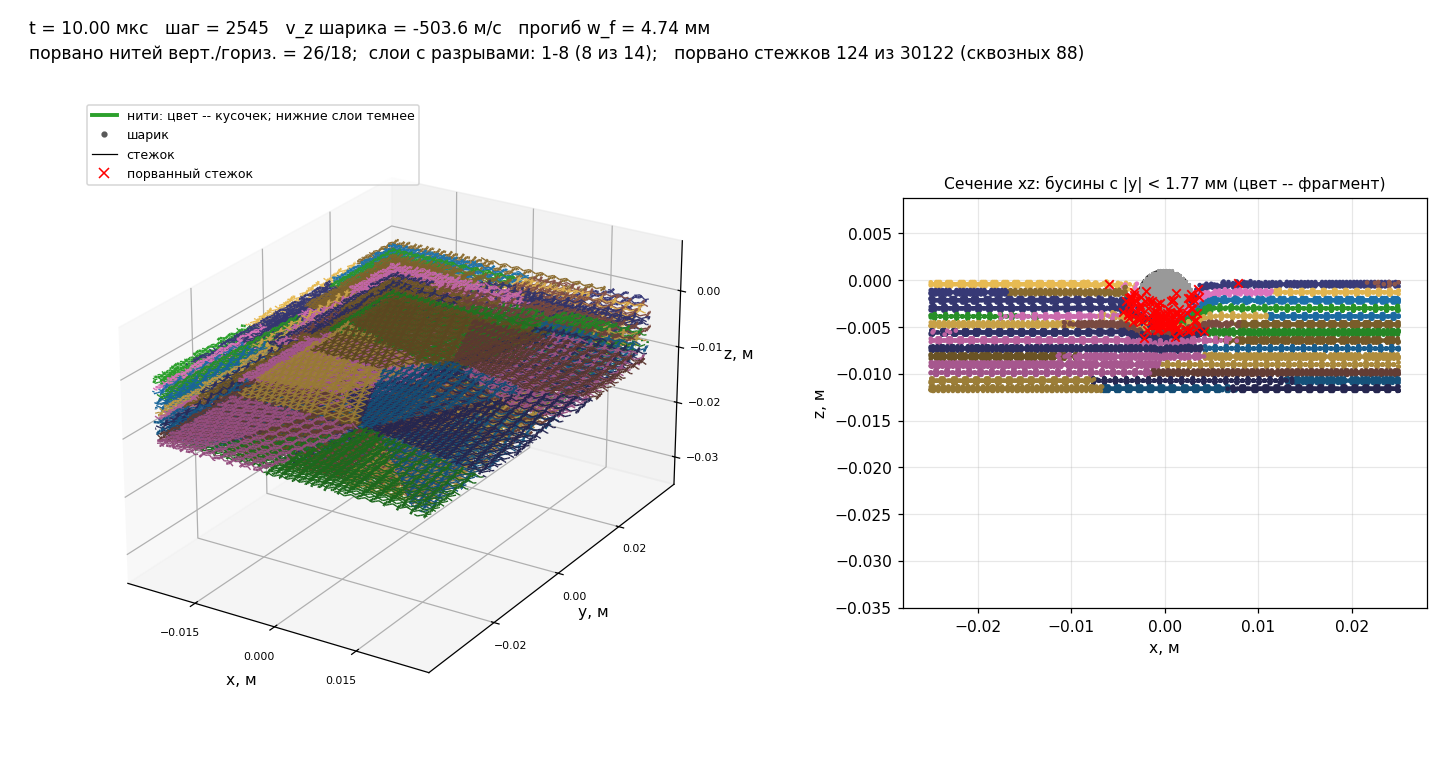 t = 10.00 мкс   шаг = 2545   v_z шарика = -503.6 м/с   прогиб w_f = 4.74 мм
порвано нитей верт./гориз. = 26/18;  слои с разрывами: 1-8 (8 из 14);   порвано стежков 124 из 30122 (сквозных 88)
нити: цвет -- кусочек; нижние слои темнее
шарик
стежок
порванный стежок
0.00
−0.01
−0.02
−0.03
z, м
0.02
0.00
−0.02
y, м
−0.015
0.000
0.015
x, м
Сечение xz: бусины с |y| < 1.77 мм (цвет -- фрагмент)
0.005
0.000
−0.005
−0.010
−0.015
−0.020
−0.025
−0.030
−0.035
z, м
−0.02
−0.01
0.00
0.01
0.02
x, м